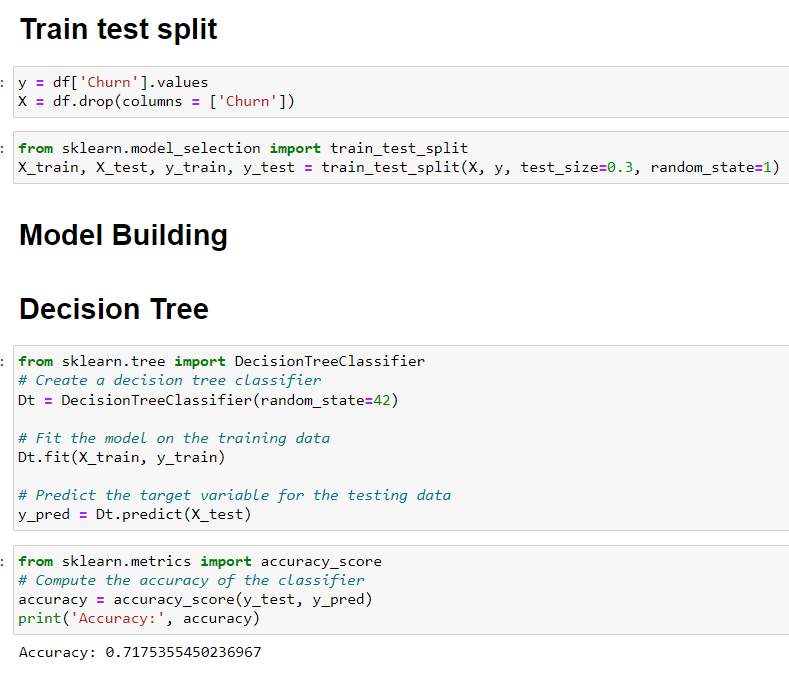 Train test split
: y = df['Churn'].values
X = df.drop(columns = ['Churn'])
: from sklearn.model_selection import train_test_split
X_train, X_test, y_train, y_test = train_test_split(X, y, test_size=0.3, random_state=1)
Model Building
Decision Tree
: from sklearn.tree import DecisionTreeClassifier
# Create a decision tree classifier
Dt = DecisionTreeClassifier(random_state=42)
# Fit the model on the training data
Dt.fit(X_train, y_train)
# Predict the target variable for the testing data
y_pred = Dt.predict(X_test)
: from sklearn.metrics import accuracy_score
# Compute the accuracy of the classifier
accuracy = accuracy_score(y_test, y_pred)
print('Accuracy:', accuracy)
Accuracy: 0.7175355450236967